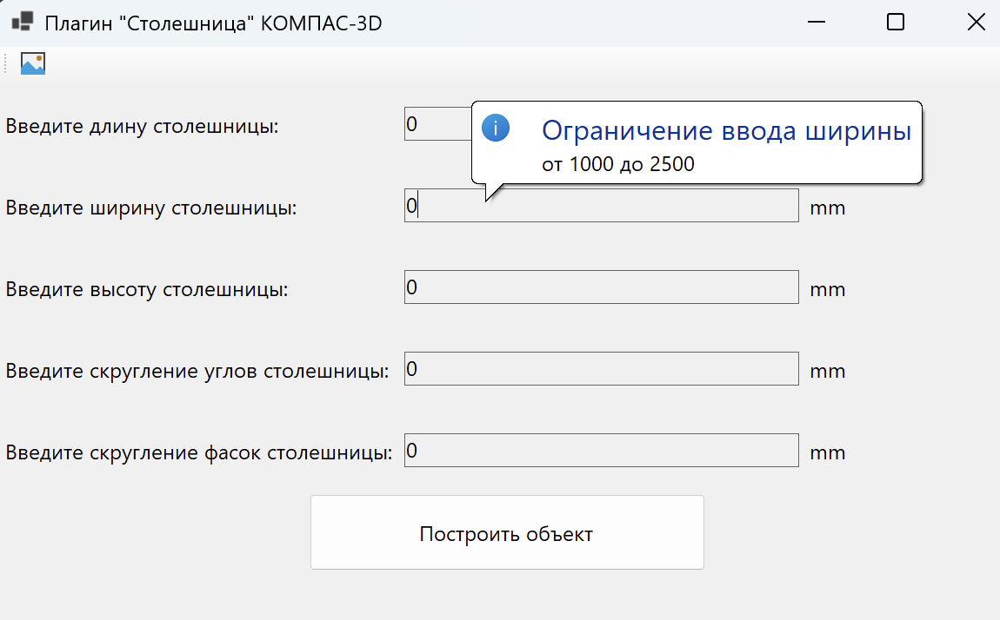 Плагин "Столешница" КОМПАС-3D
Введите длину столешницы:
0
Ограничение ввода ширины
от 1000 до 2500
Введите ширину столешницы:
0
mm
Введите высоту столешницы:
0
mm
Введите скругление углов столешницы:
0
mm
Введите скругление фасок столешницы:
0
mm
Построить объект